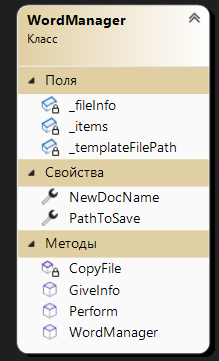 WordManager
Класс
Поля
_fileInfo
_items
_templateFilePath
Свойства
NewDocName
PathToSave
Методы
CopyFile
GiveInfo
Perform
WordManager